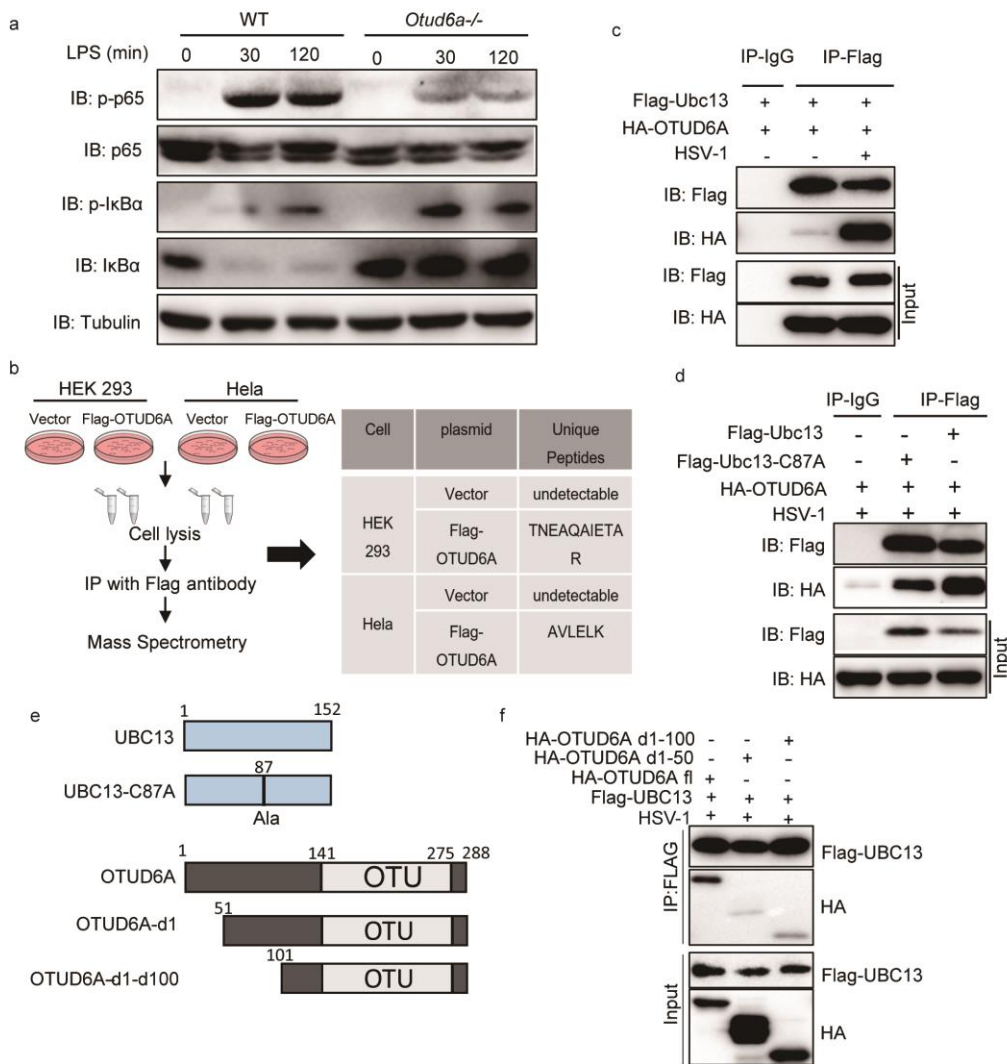 a
WT Otud6a-/-
LPS (min) 0 30 120 0 30 120
IB: p-p65
IB: p65
IB: p-IκBα
IB: IκBα
IB: Tubulin
b
HEK 293 Hela
Vector Flag-OTUD6A Vector Flag-OTUD6A
Cell lysis
IP with Flag antibody
Mass Spectrometry
Cell plasmid Unique
Peptides
HEK
293
Vector undetectable
Flag-
OTUD6A
TNEAQAIETA
R
Hela
Vector undetectable
Flag-
OTUD6A
AVLELK
c
IP-IgG IP-Flag
Flag-Ubc13 + + +
HA-OTUD6A + + +
HSV-1 - - +
IB: Flag
IB: HA
IB: Flag
IB: HA
Input
d
IP-IgG IP-Flag
Flag-Ubc13 - - +
Flag-Ubc13-C87A - + -
HA-OTUD6A + + +
HSV-1 + + +
IB: Flag
IB: HA
IB: Flag
IB: HA
Input
e
1 152
UBC13
87
UBC13-C87A
Ala
1 141 275 288
OTUD6A OTU
51
OTUD6A-d1 OTU
101
OTUD6A-d1-d100 OTU
f
HA-OTUD6A d1-100 - - +
HA-OTUD6A d1-50 - + -
HA-OTUD6A fl + - -
Flag-UBC13 + + +
HSV-1 + + +
IP:FLAG
Flag-UBC13
HA
Input
Flag-UBC13
HA